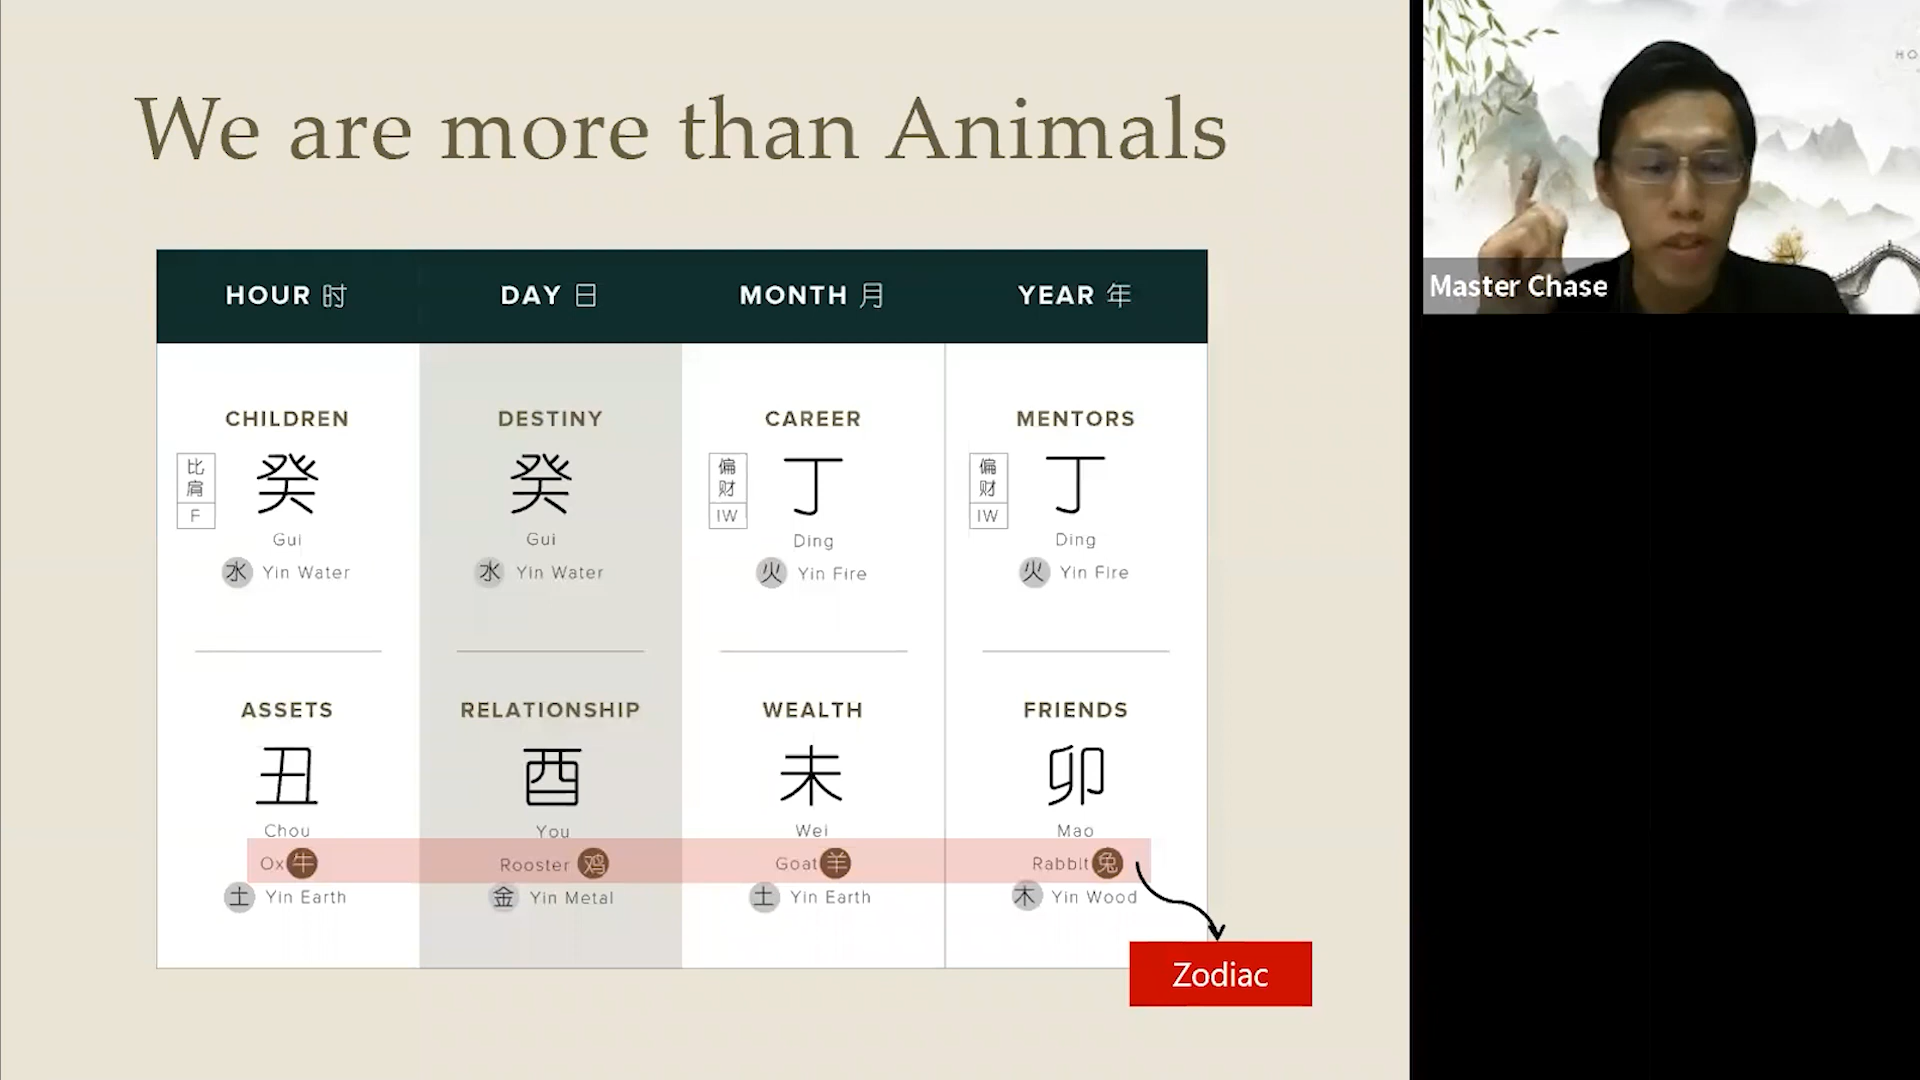 We are more than Animals
HOUR 时
DAY 日
MONTH 月
YEAR 年
CHILDREN
比肩
F
癸
Gui
水 Yin Water
DESTINY
癸
Gui
水 Yin Water
CAREER
偏财
IW
丁
Ding
火 Yin Fire
MENTORS
偏财
IW
丁
Ding
火 Yin Fire
ASSETS
丑
Chou
Ox 牛
土 Yin Earth
RELATIONSHIP
酉
You
Rooster 鸡
金 Yin Metal
WEALTH
未
Wei
Goat 羊
土 Yin Earth
FRIENDS
卯
Mao
Rabbit 兔
木 Yin Wood
Zodiac
HO
Master Chase